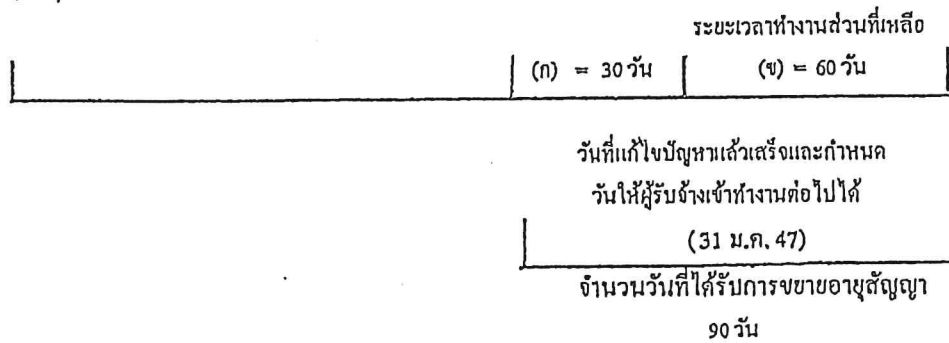 ระยะเวลาทำงานส่วนที่เหลือ
(ก) = 30 วัน (ข) = 60 วัน
วันที่แก้ไขปัญหาแล้วเสร็จและกำหนด
วันให้ผู้รับจ้างเข้าทำงานต่อไปได้
(31 ม.ค. 47)
จำนวนวันที่ได้รับการขยายอายุสัญญา
90 วัน